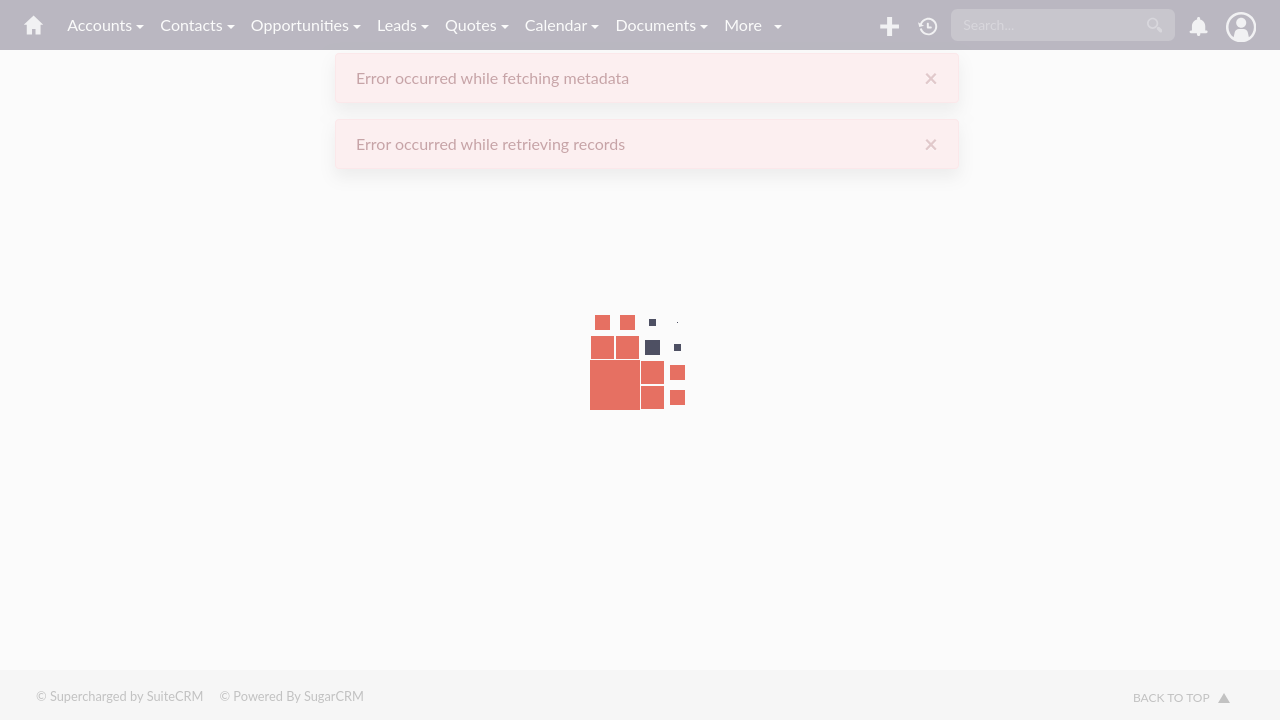 Accounts Contacts Opportunities Leads Quotes Calendar Documents More Search...
Error occurred while fetching metadata ×
Error occurred while retrieving records ×
© Supercharged by SuiteCRM © Powered By SugarCRM BACK TO TOP